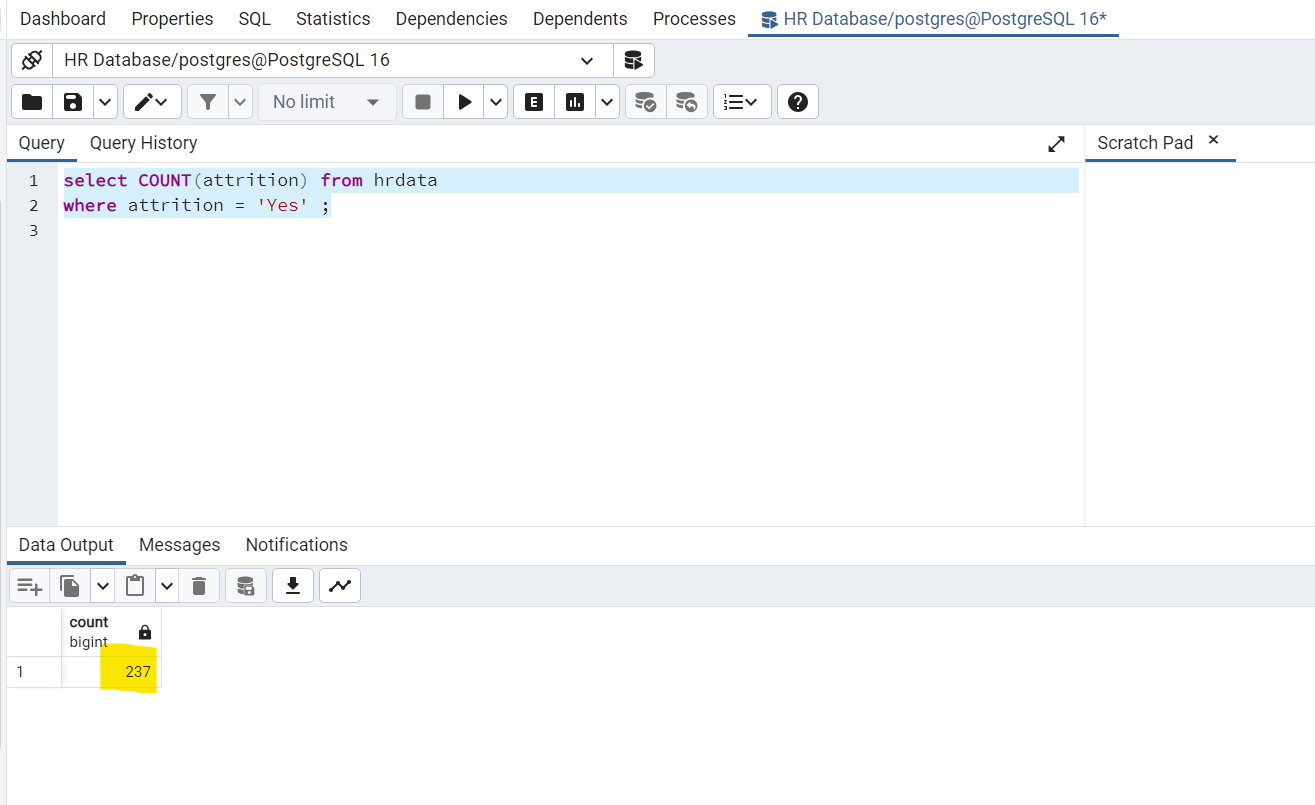 Dashboard Properties SQL Statistics Dependencies Dependents Processes HR Database/postgres@PostgreSQL 16*
HR Database/postgres@PostgreSQL 16
No limit
E
Query Query History
Scratch Pad
1 select COUNT(attrition) from hrdata
2 where attrition = 'Yes' ;
3
Data Output Messages Notifications
count
bigint
1 237